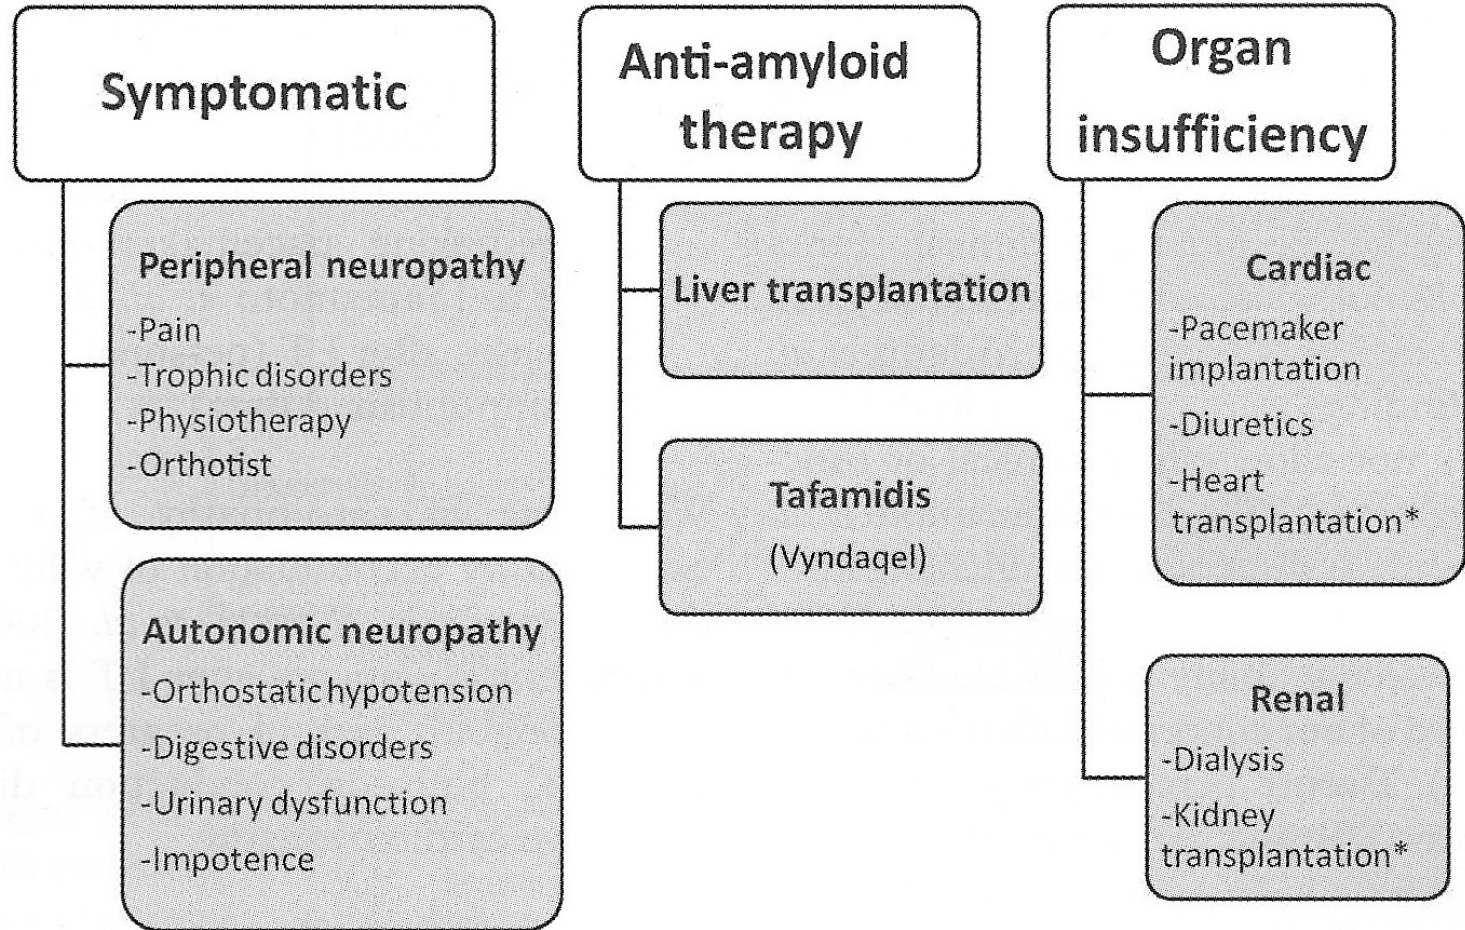 Symptomatic
Peripheral neuropathy
-Pain
-Trophic disorders
-Physiotherapy
-Orthotist
Autonomic neuropathy
-Orthostatic hypotension
-Digestive disorders
-Urinary dysfunction
-Impotence
Anti-amyloid
therapy
Liver transplantation
Tafamidis
(Vyndaqel)
Organ
insufficiency
Cardiac
-Pacemaker
implantation
-Diuretics
-Heart
transplantation*
Renal
-Dialysis
-Kidney
transplantation*